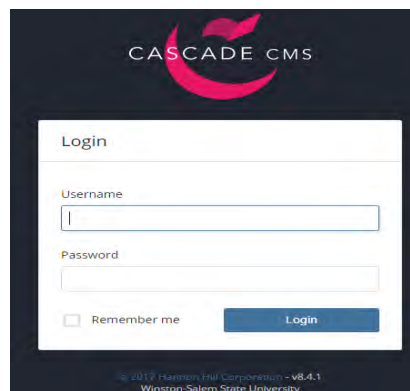 CASCADE CMS
Login
Username
Password
Remember me
Login
© 2017 Hannon Hill Corporation - v8.4.1
Winston-Salem State University